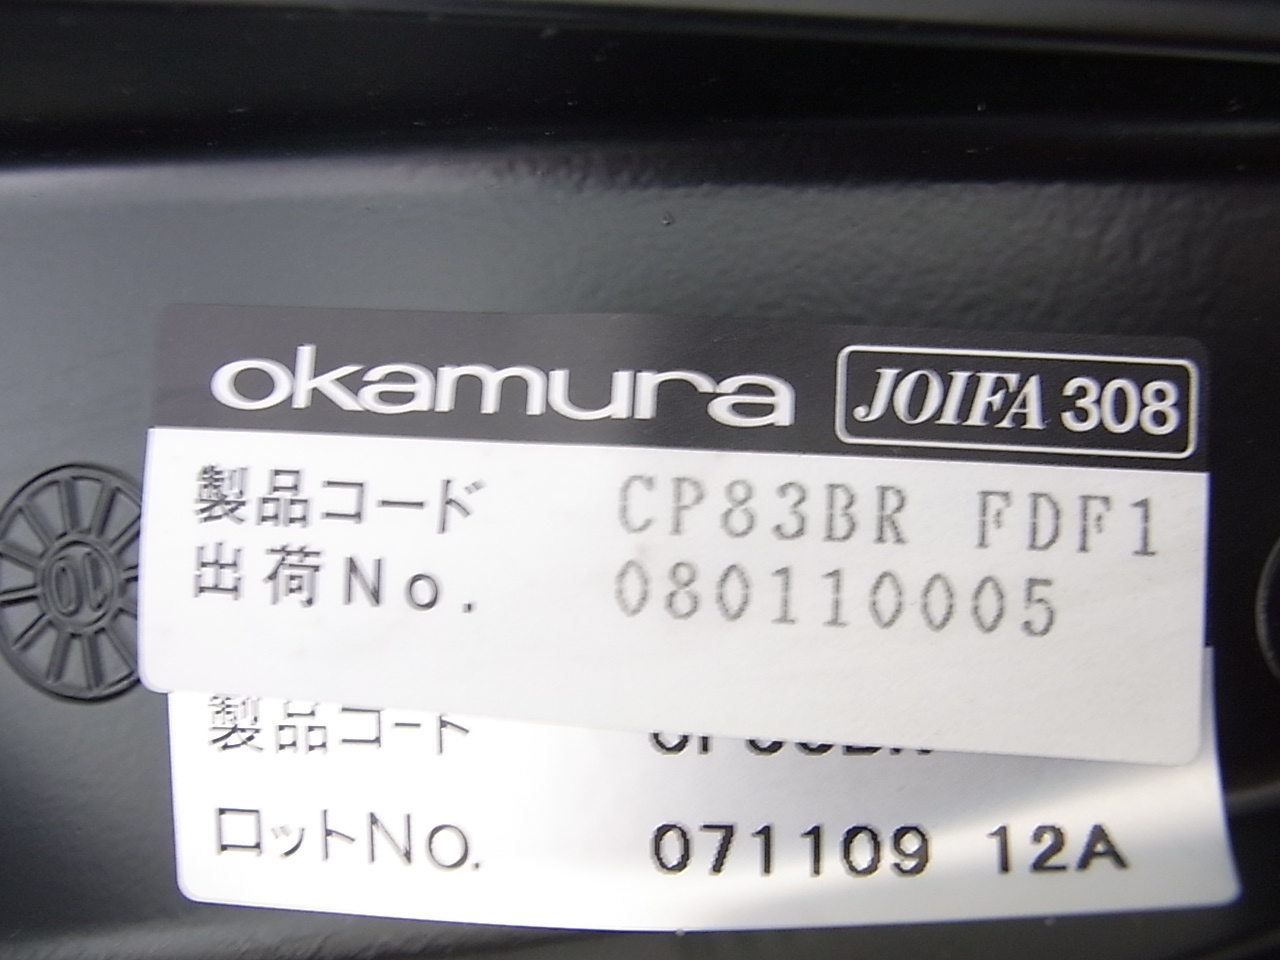 okamura JOIFA 308
製品コード CP83BR FDF1
出荷No. 080110005
製品コード
ロットNo. 071109 12A